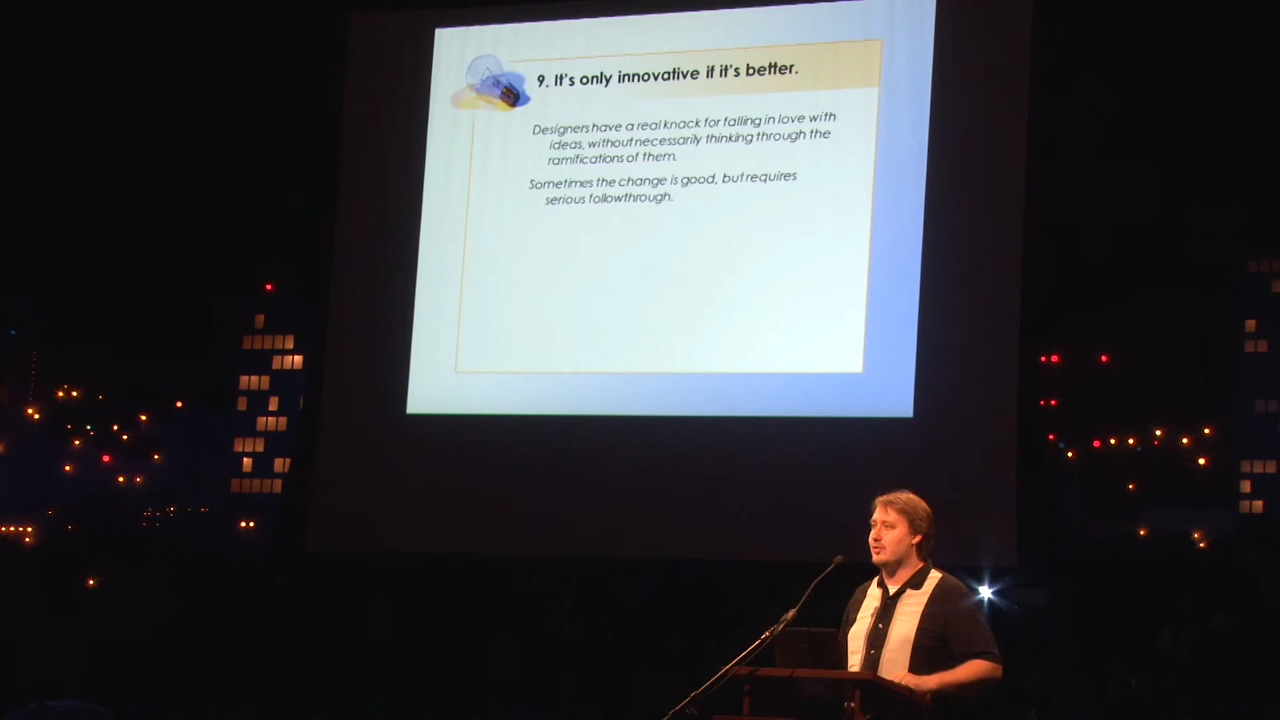 9. It's only innovative if it's better.
Designers have a real knack for falling in love with
ideas, without necessarily thinking through the
ramifications of them.
Sometimes the change is good, but requires
serious followthrough.